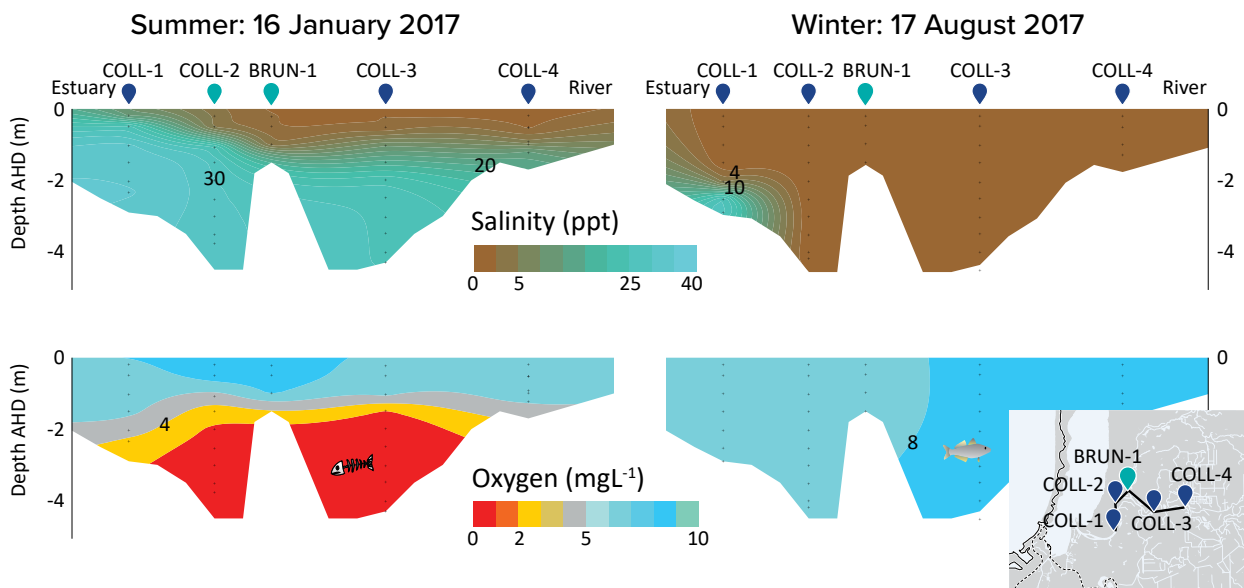 Summer: 16 January 2017
Winter: 17 August 2017
COLL-1 COLL-2 BRUN-1 COLL-3 COLL-4
Estuary River
COLL-1 COLL-2 BRUN-1 COLL-3 COLL-4
Estuary River
Depth AHD (m)
0
-2
-4
30
20
Salinity (ppt)
0 5 25 40
4
10
0
-2
-4
Depth AHD (m)
0
-2
-4
4
Oxygen (mgL⁻¹)
0 2 10
8
0
BRUN-1
COLL-2
COLL-4
COLL-1
COLL-3